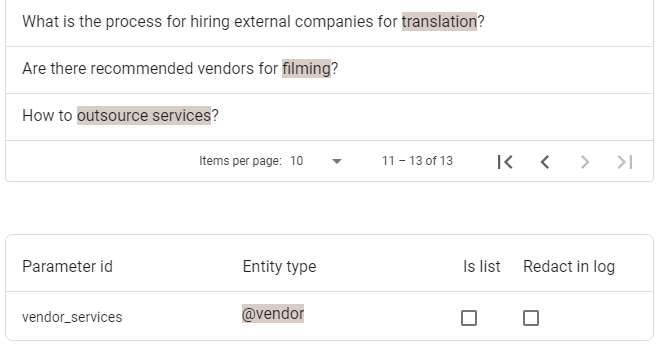 What is the process for hiring external companies for translation?
Are there recommended vendors for filming?
How to outsource services?
Items per page: 10 11 – 13 of 13
Parameter id Entity type Is list Redact in log
vendor_services @vendor